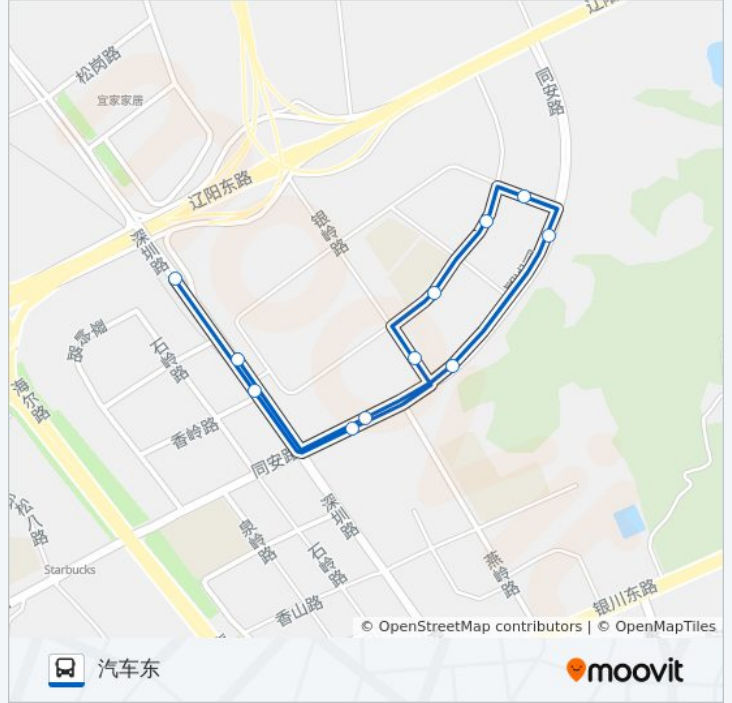 辽阳
松岗路
同安路
宜家家居
辽阳东路
银岭路
深圳路
石岭路
海尔路
香岭路
同安路
松八路
深圳路
泉岭路
石岭路
燕岭路
Starbucks
银川东路
香山路
© OpenStreetMap contributors | © OpenMapTiles
汽车东
moovit